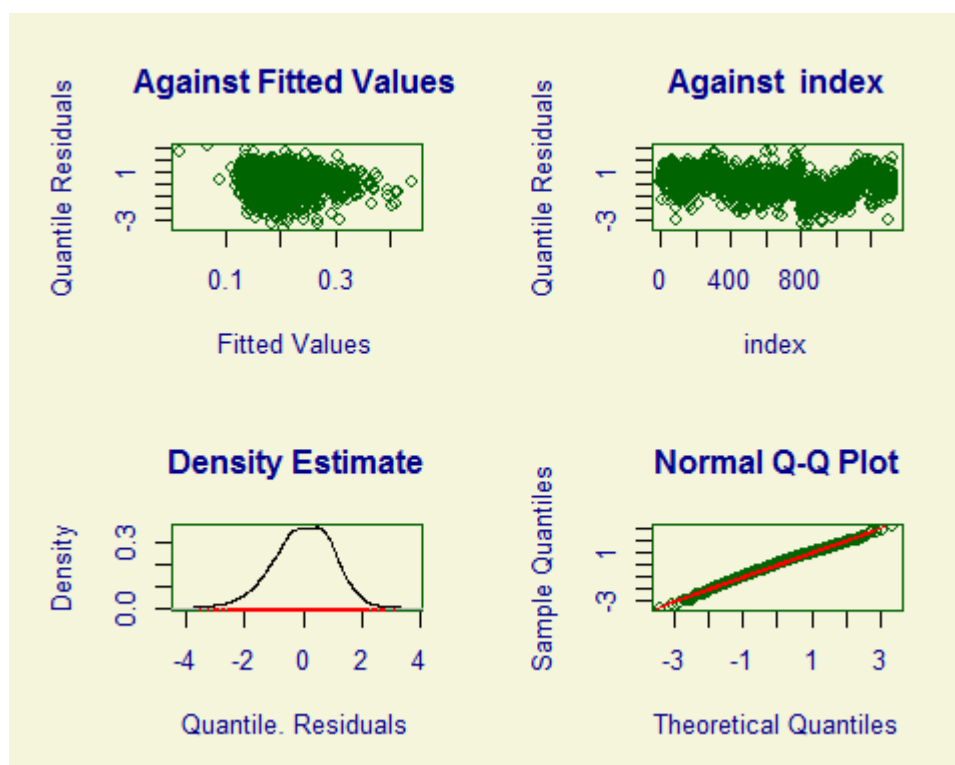 Against Fitted Values
Quantile Residuals
1
-3
0.1 0.3
Fitted Values
Against index
Quantile Residuals
1
-3
0 400 800
index
Density Estimate
Density
0.3
0.0
-4 -2 0 2 4
Quantile. Residuals
Normal Q-Q Plot
Sample Quantiles
1
-3
-3 -1 1 3
Theoretical Quantiles